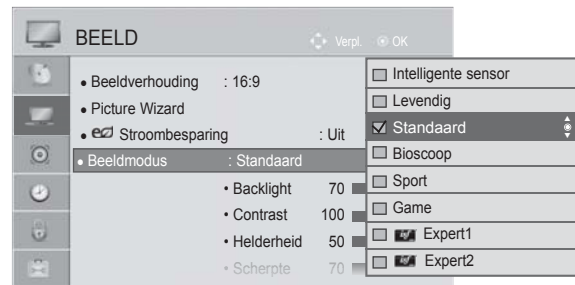 BEELD
Verpl. OK
• Beeldverhouding : 16:9
• Picture Wizard
• Stroombesparing : Uit
• Beeldmodus : Standaard
• Backlight 70
• Contrast 100
• Helderheid 50
• Scherpte 70
Intelligente sensor
Levendig
Standaard
Bioscoop
Sport
Game
Expert1
Expert2